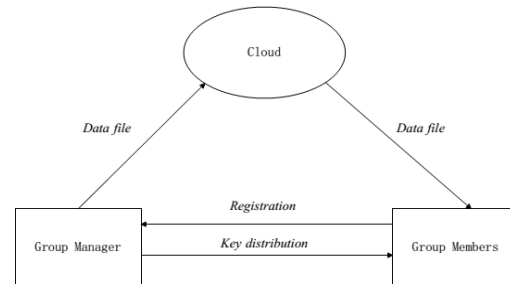 Cloud
Data file
Data file
Registration
Group Manager
Key distribution
Group Members